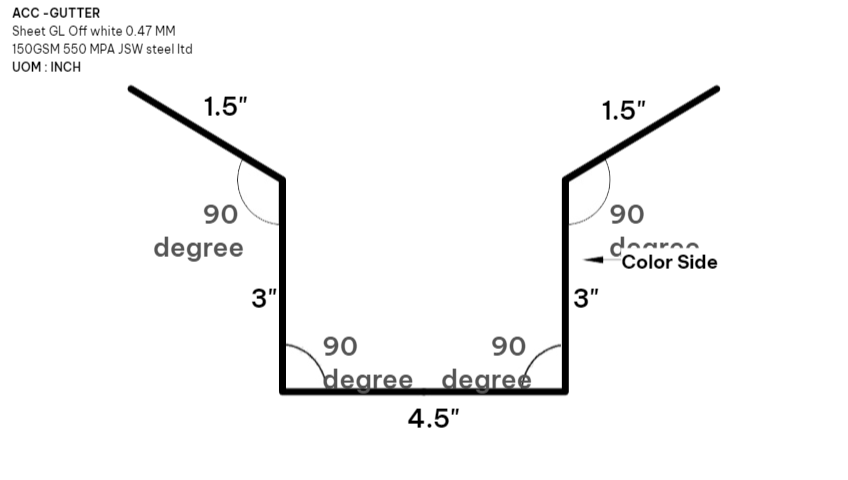 ACC -GUTTER
Sheet GL Off white 0.47 MM
150GSM 550 MPA JSW steel ltd
UOM : INCH
1.5"
1.5"
90
degree
90
degree
Color Side
3"
3"
90
degree
90
degree
4.5"